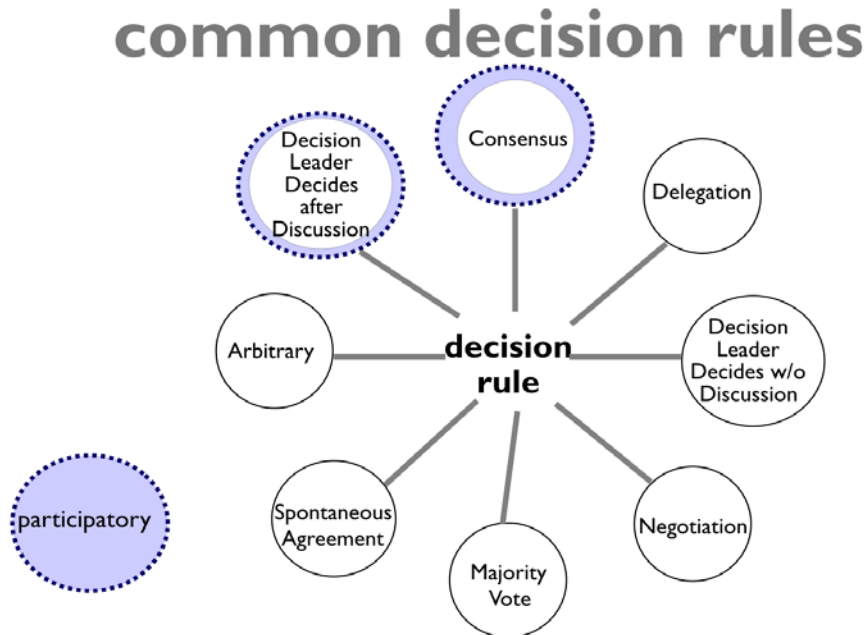 common decision rules
Decision
Leader
Decides
after
Discussion
Consensus
Delegation
Arbitrary
decision
rule
Decision
Leader
Decides w/o
Discussion
participatory
Spontaneous
Agreement
Majority
Vote
Negotiation